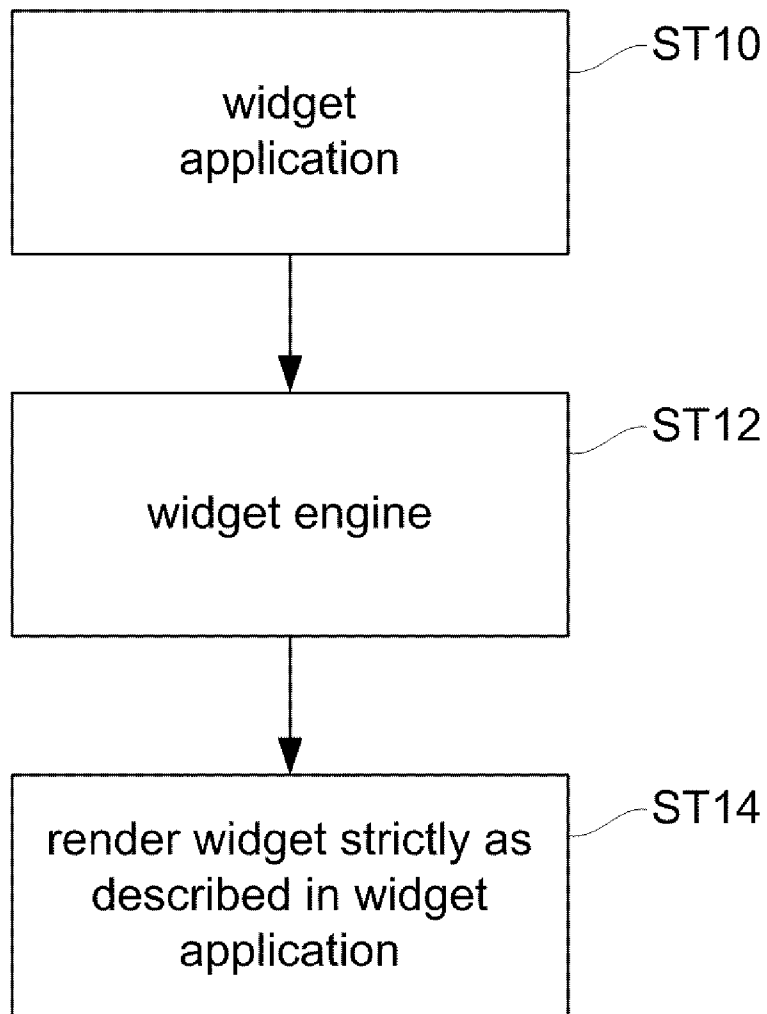 ST10
widget
application
ST12
widget engine
ST14
render widget strictly as
described in widget
application